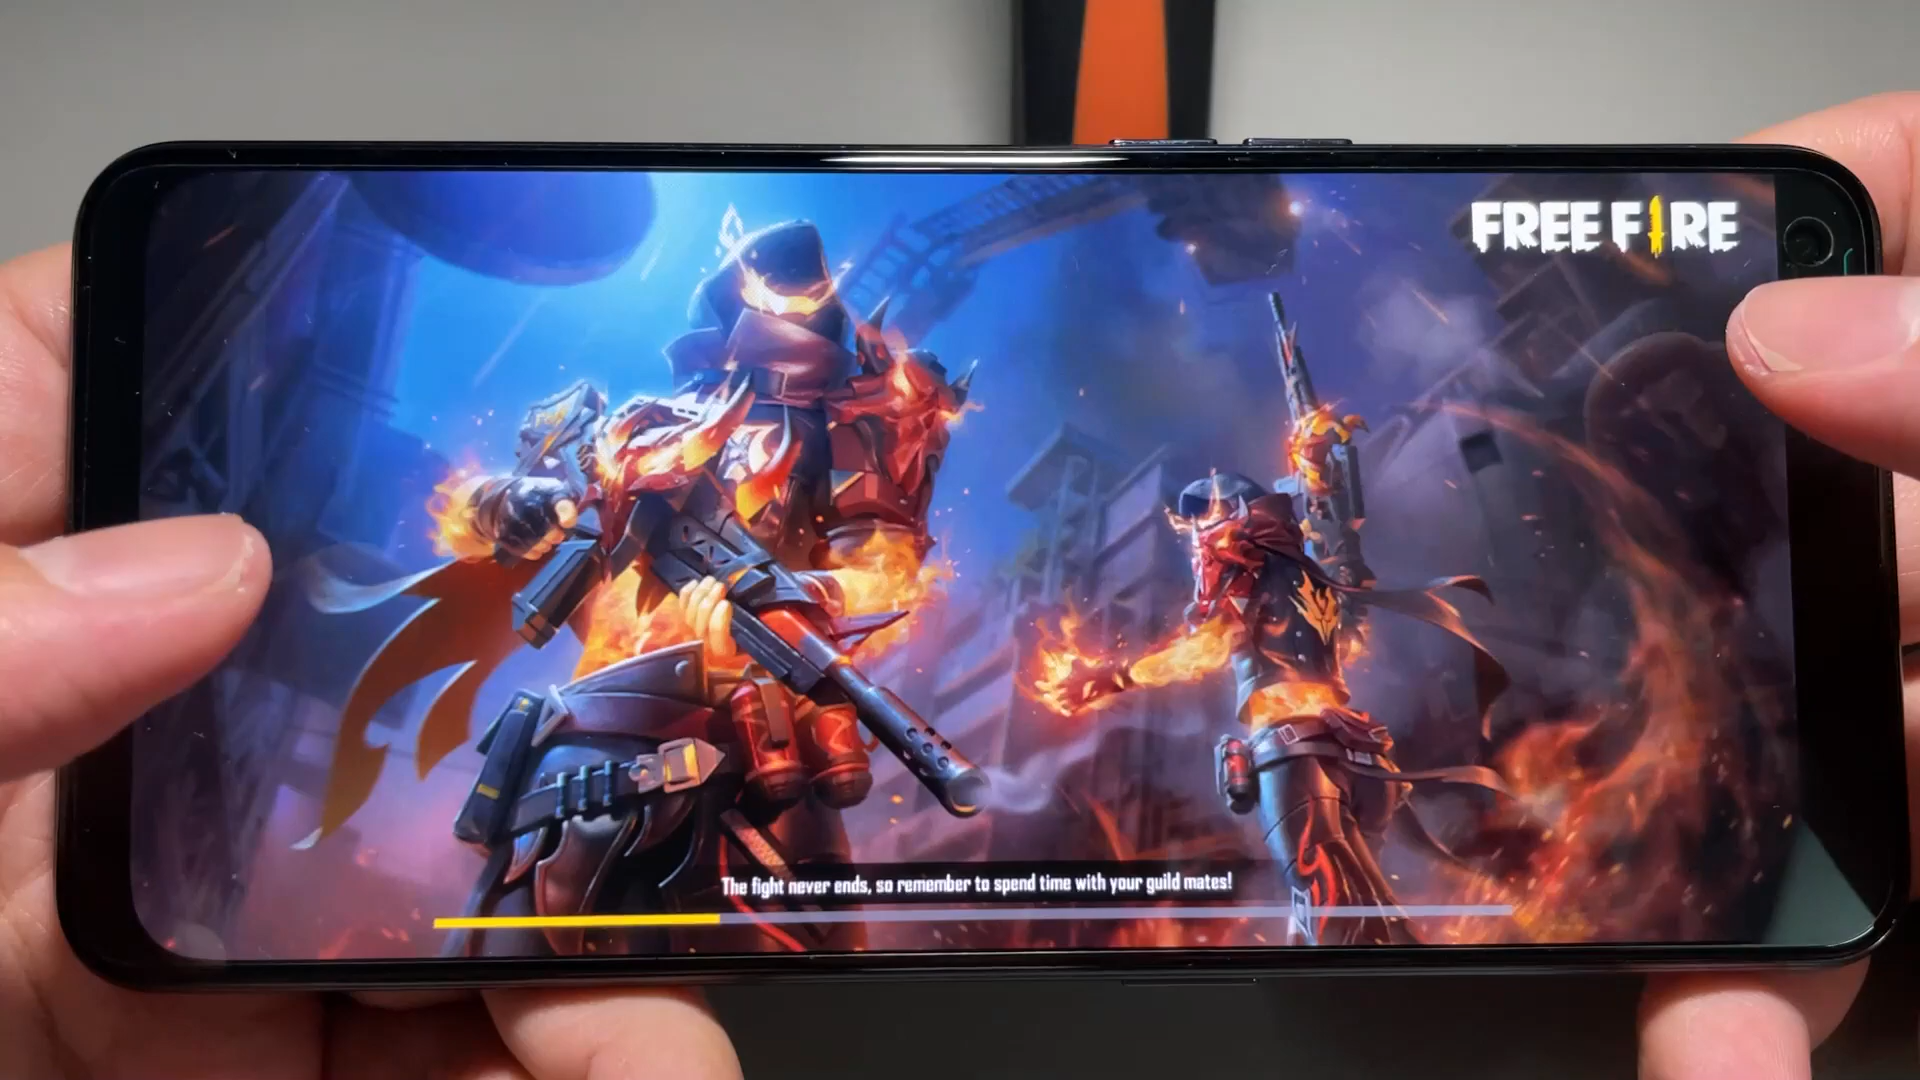 FREE FIRE
The fight never ends, so remember to spend time with your guild mates!